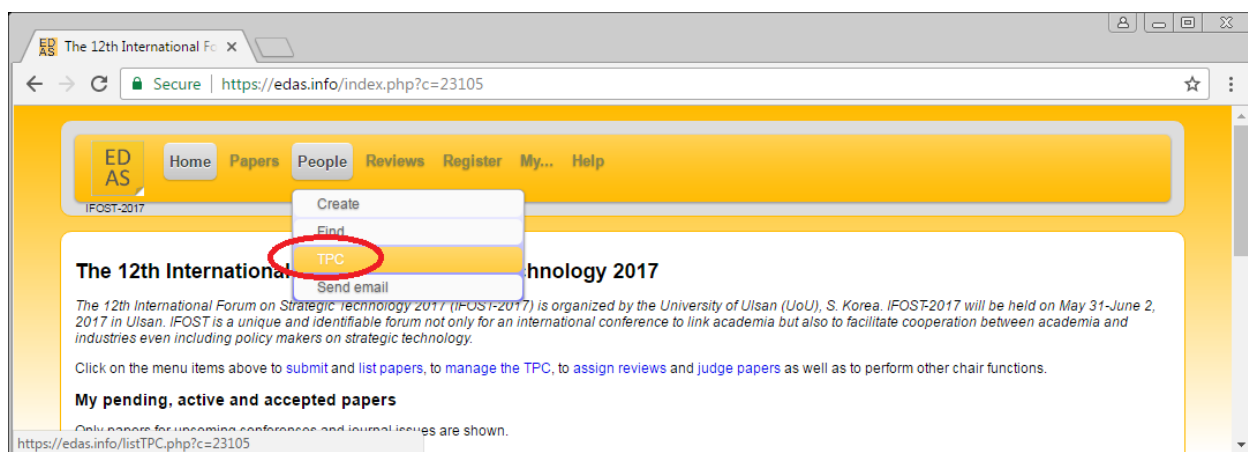 ED AS The 12th International Fo
Secure | https://edas.info/index.php?c=23105
ED AS Home Papers People Reviews Register My... Help
IFOST-2017
Create
Find
TPC
Send email
The 12th International hnology 2017
The 12th International Forum on Strategic Technology 2017 (IFOST-2017) is organized by the University of Ulsan (UoU), S. Korea. IFOST-2017 will be held on May 31-June 2,
2017 in Ulsan. IFOST is a unique and identifiable forum not only for an international conference to link academia but also to facilitate cooperation between academia and
industries even including policy makers on strategic technology.
Click on the menu items above to submit and list papers, to manage the TPC, to assign reviews and judge papers as well as to perform other chair functions.
My pending, active and accepted papers
Only papers for upcoming conferences and journal issues are shown.
https://edas.info/listTPC.php?c=23105